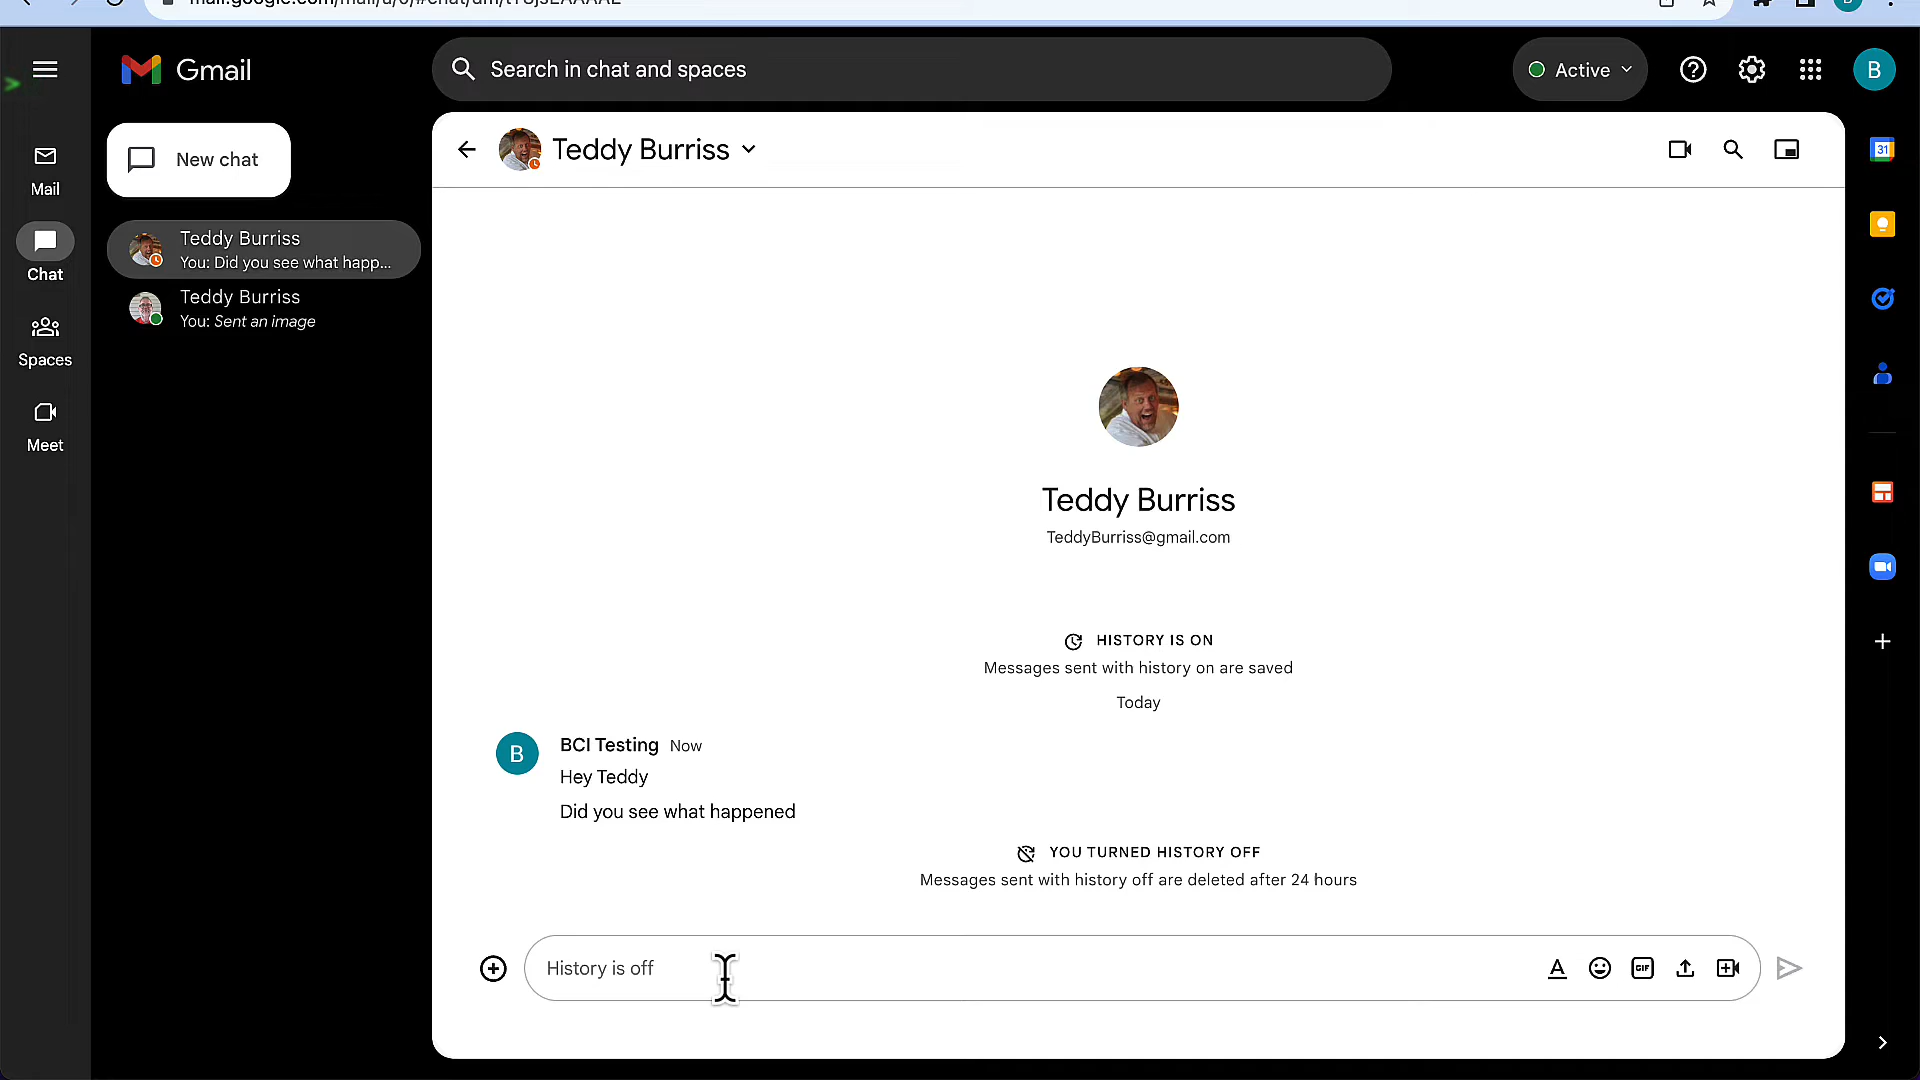 Gmail
Search in chat and spaces
Active
B
New chat
Mail
Chat
Spaces
Meet
Teddy Burriss
You: Did you see what happ...
Teddy Burriss
You: Sent an image
Teddy Burriss
31
Teddy Burriss
TeddyBurriss@gmail.com
HISTORY IS ON
Messages sent with history on are saved
Today
B
BCI Testing Now
Hey Teddy
Did you see what happened
YOU TURNED HISTORY OFF
Messages sent with history off are deleted after 24 hours
History is off
A
GIF